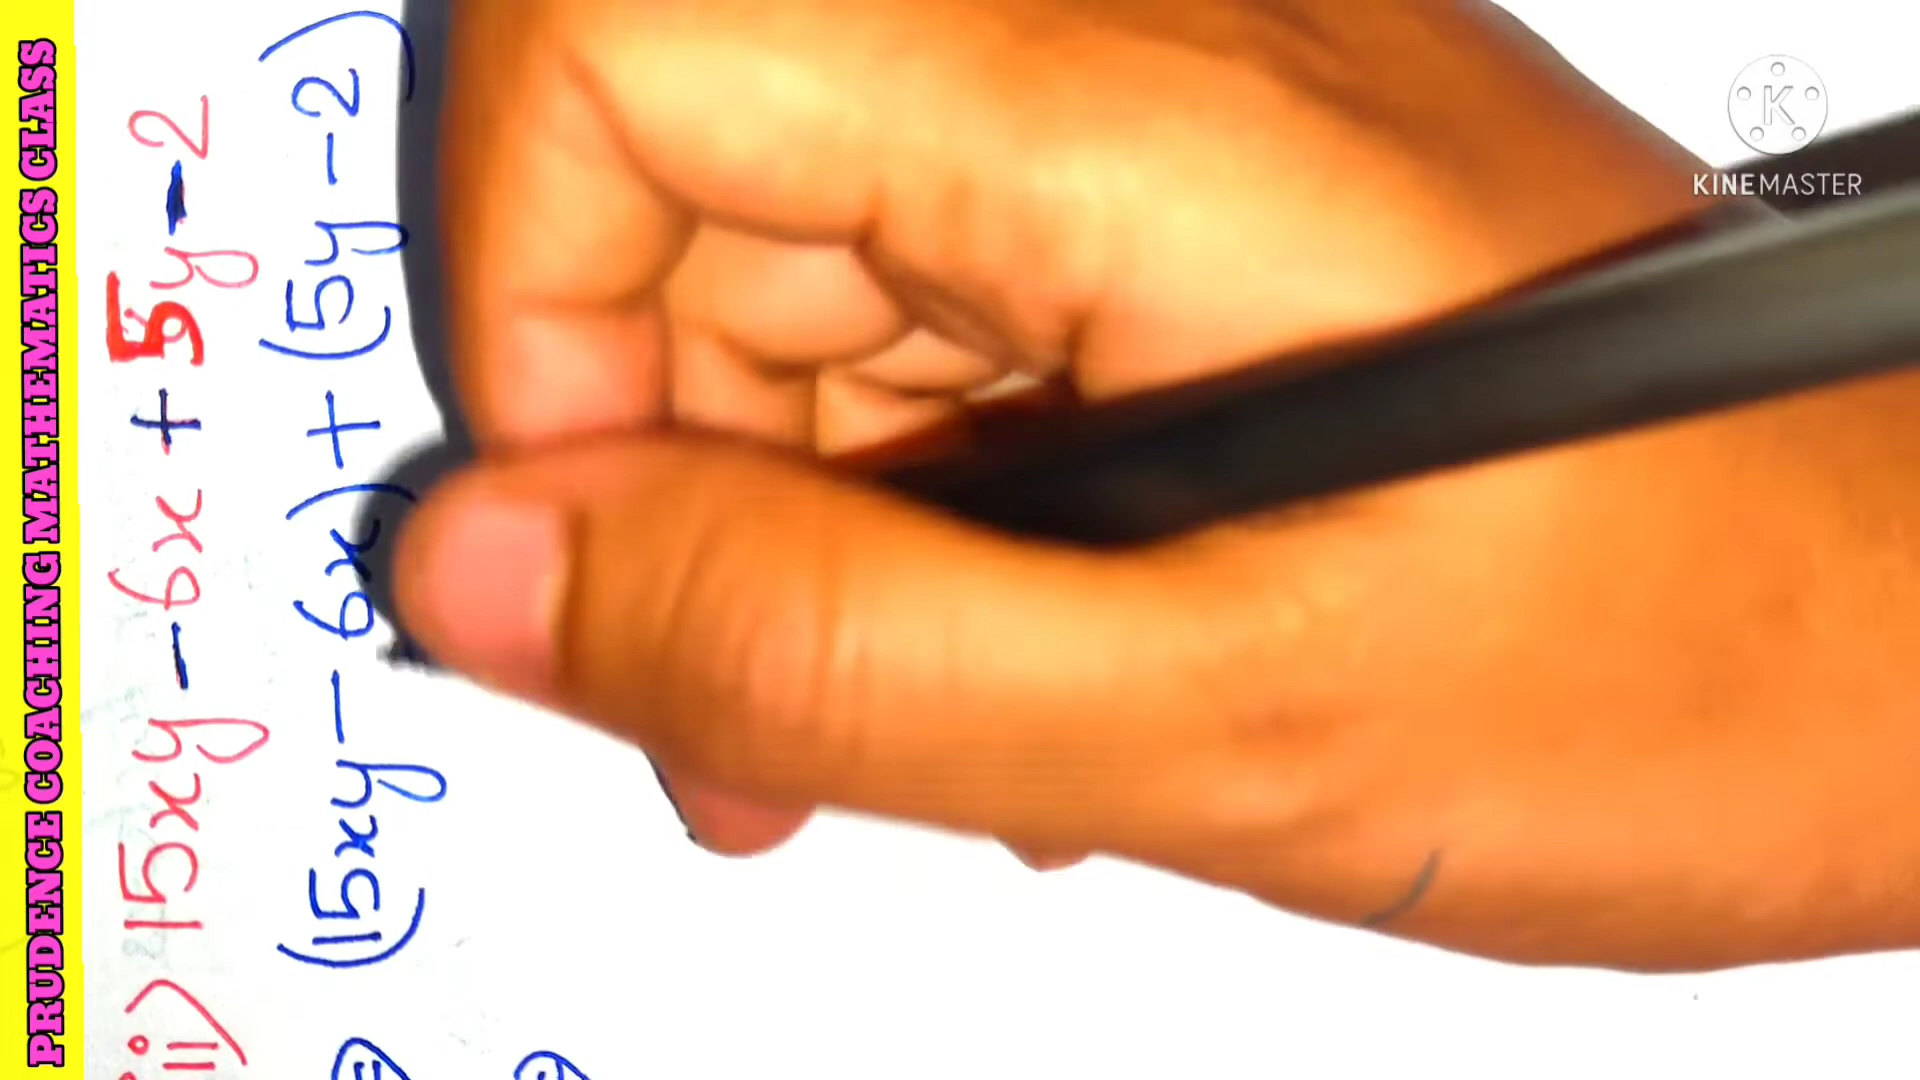 PRUDENCE COACHING MATHEMATICS CLASS
ii) 15xy - 6x + 5y - 2
(15xy - 6x) + (5y - 2)
KINEMASTER